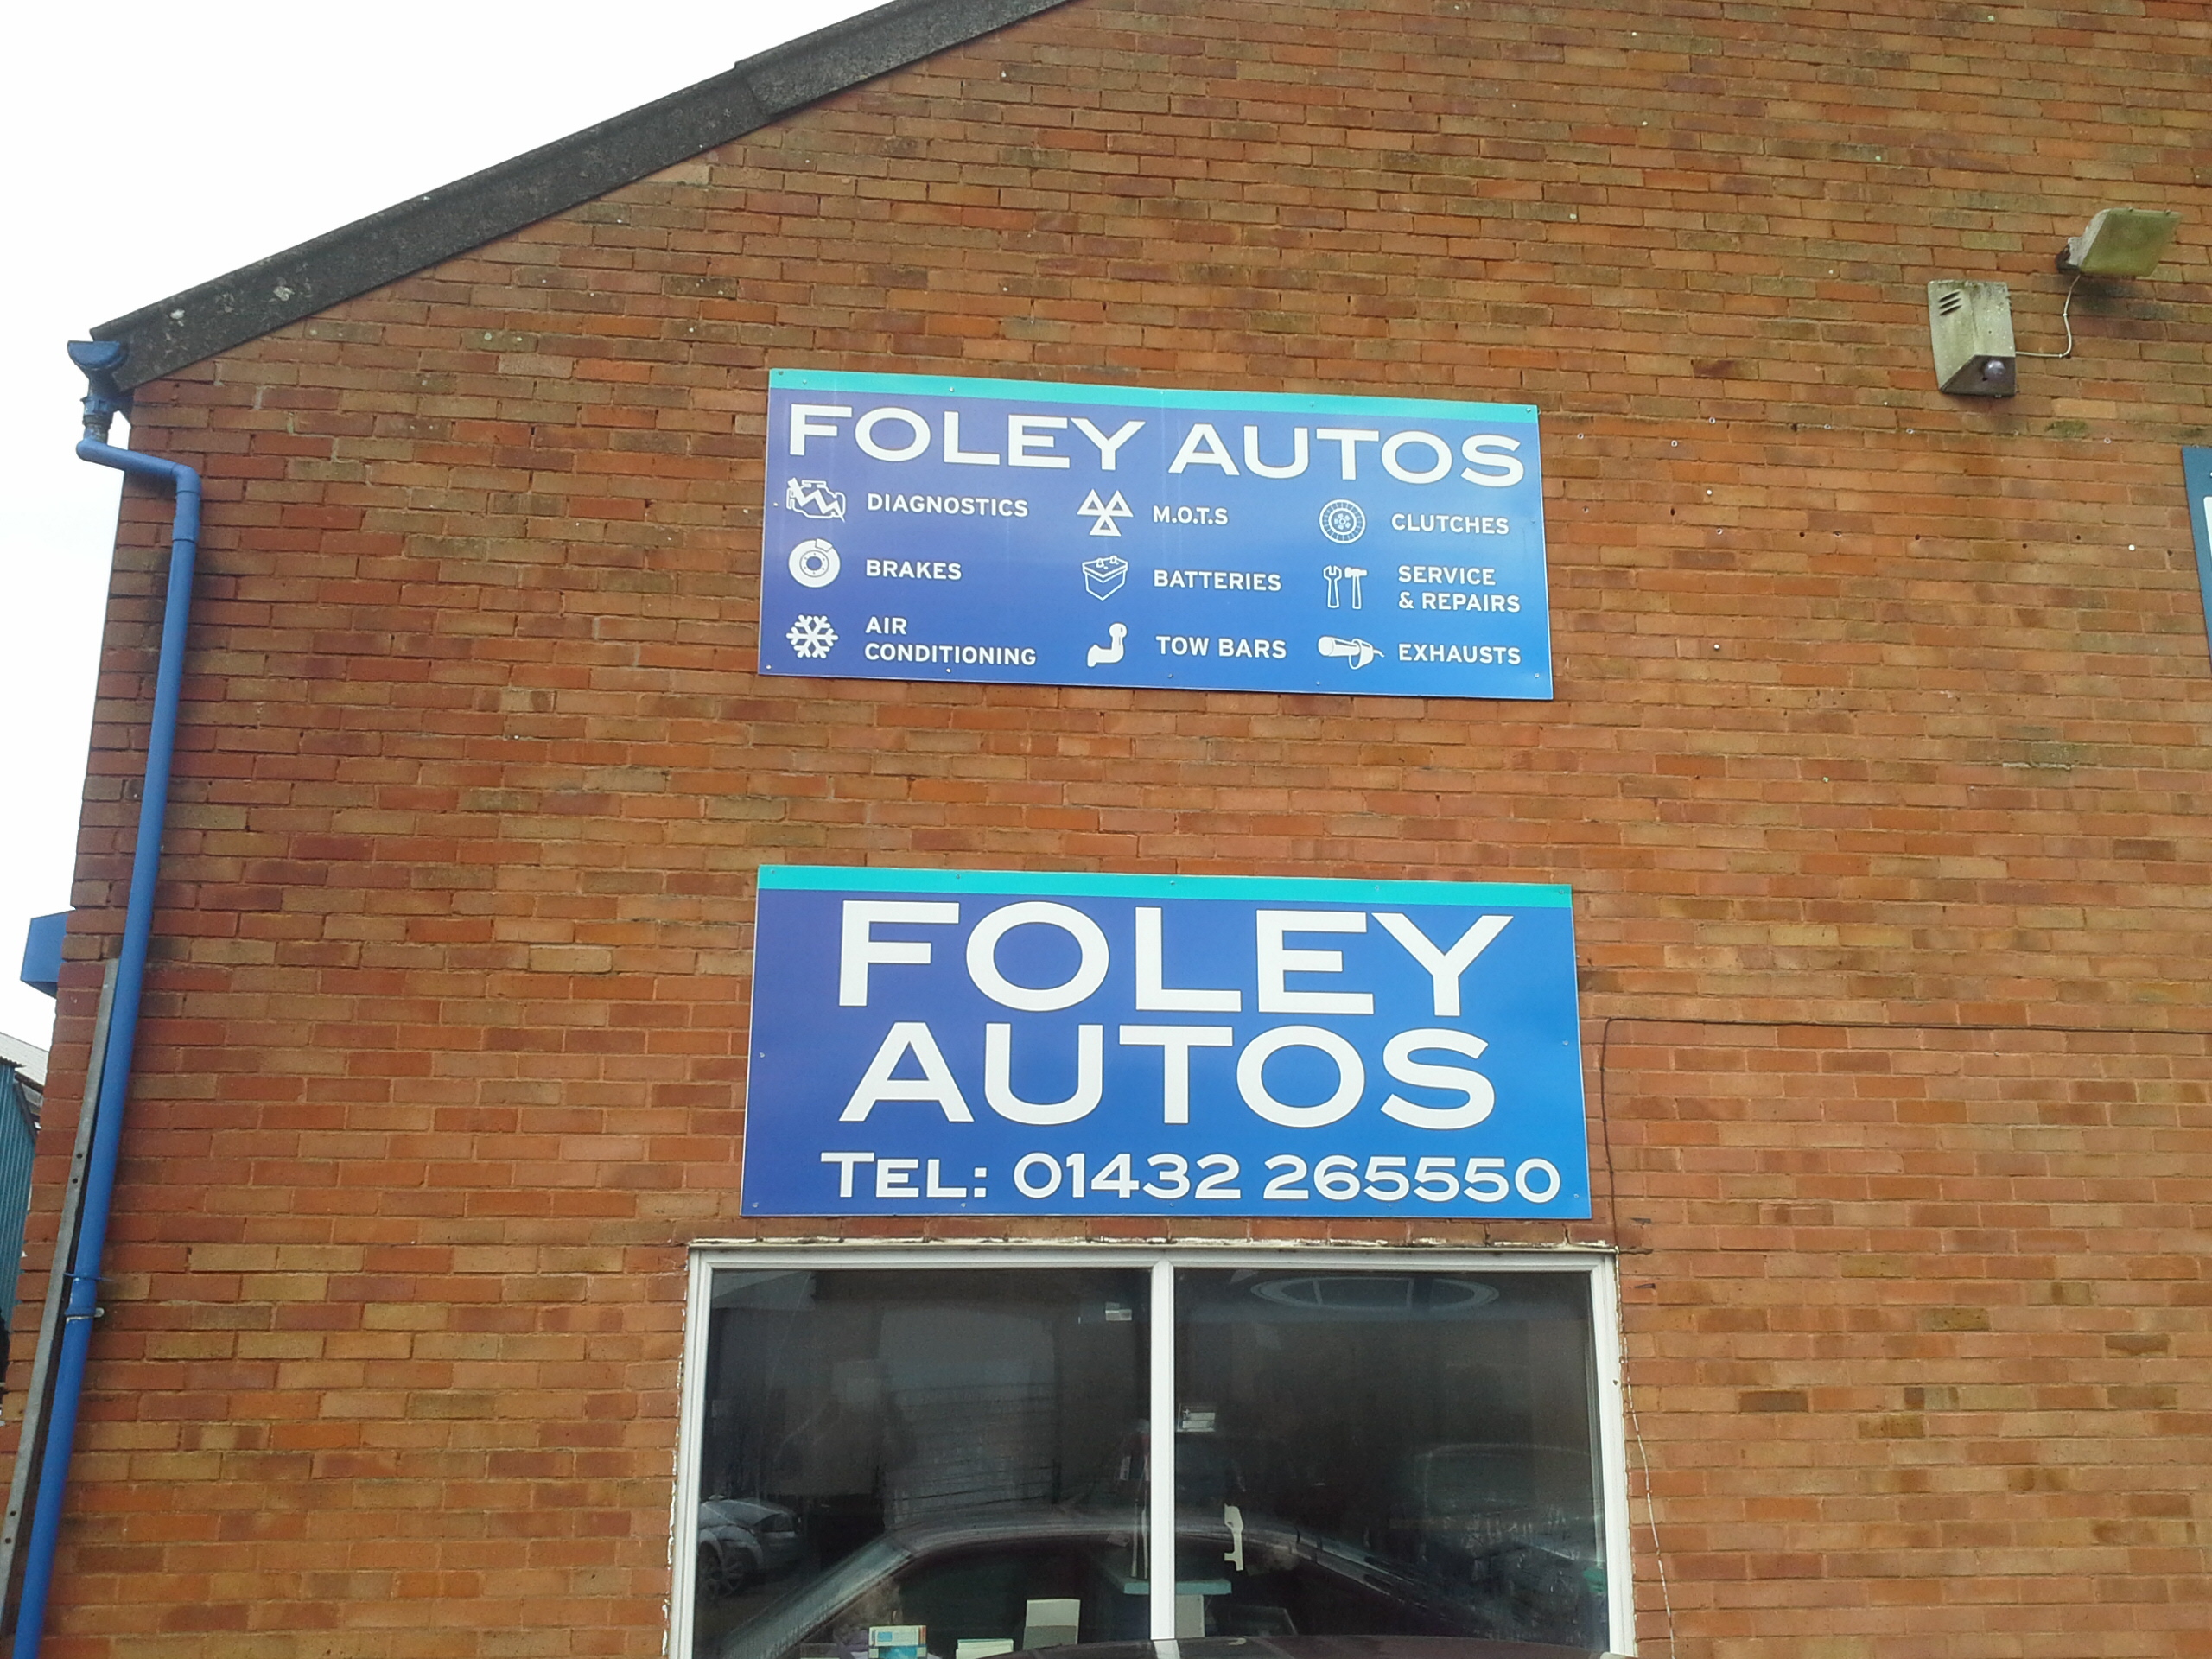 FOLEY AUTOS
DIAGNOSTICS
M.O.T.S
CLUTCHES
BRAKES
BATTERIES
SERVICE
& REPAIRS
AIR
CONDITIONING
TOW BARS
EXHAUSTS
FOLEY
AUTOS
TEL: 01432 265550